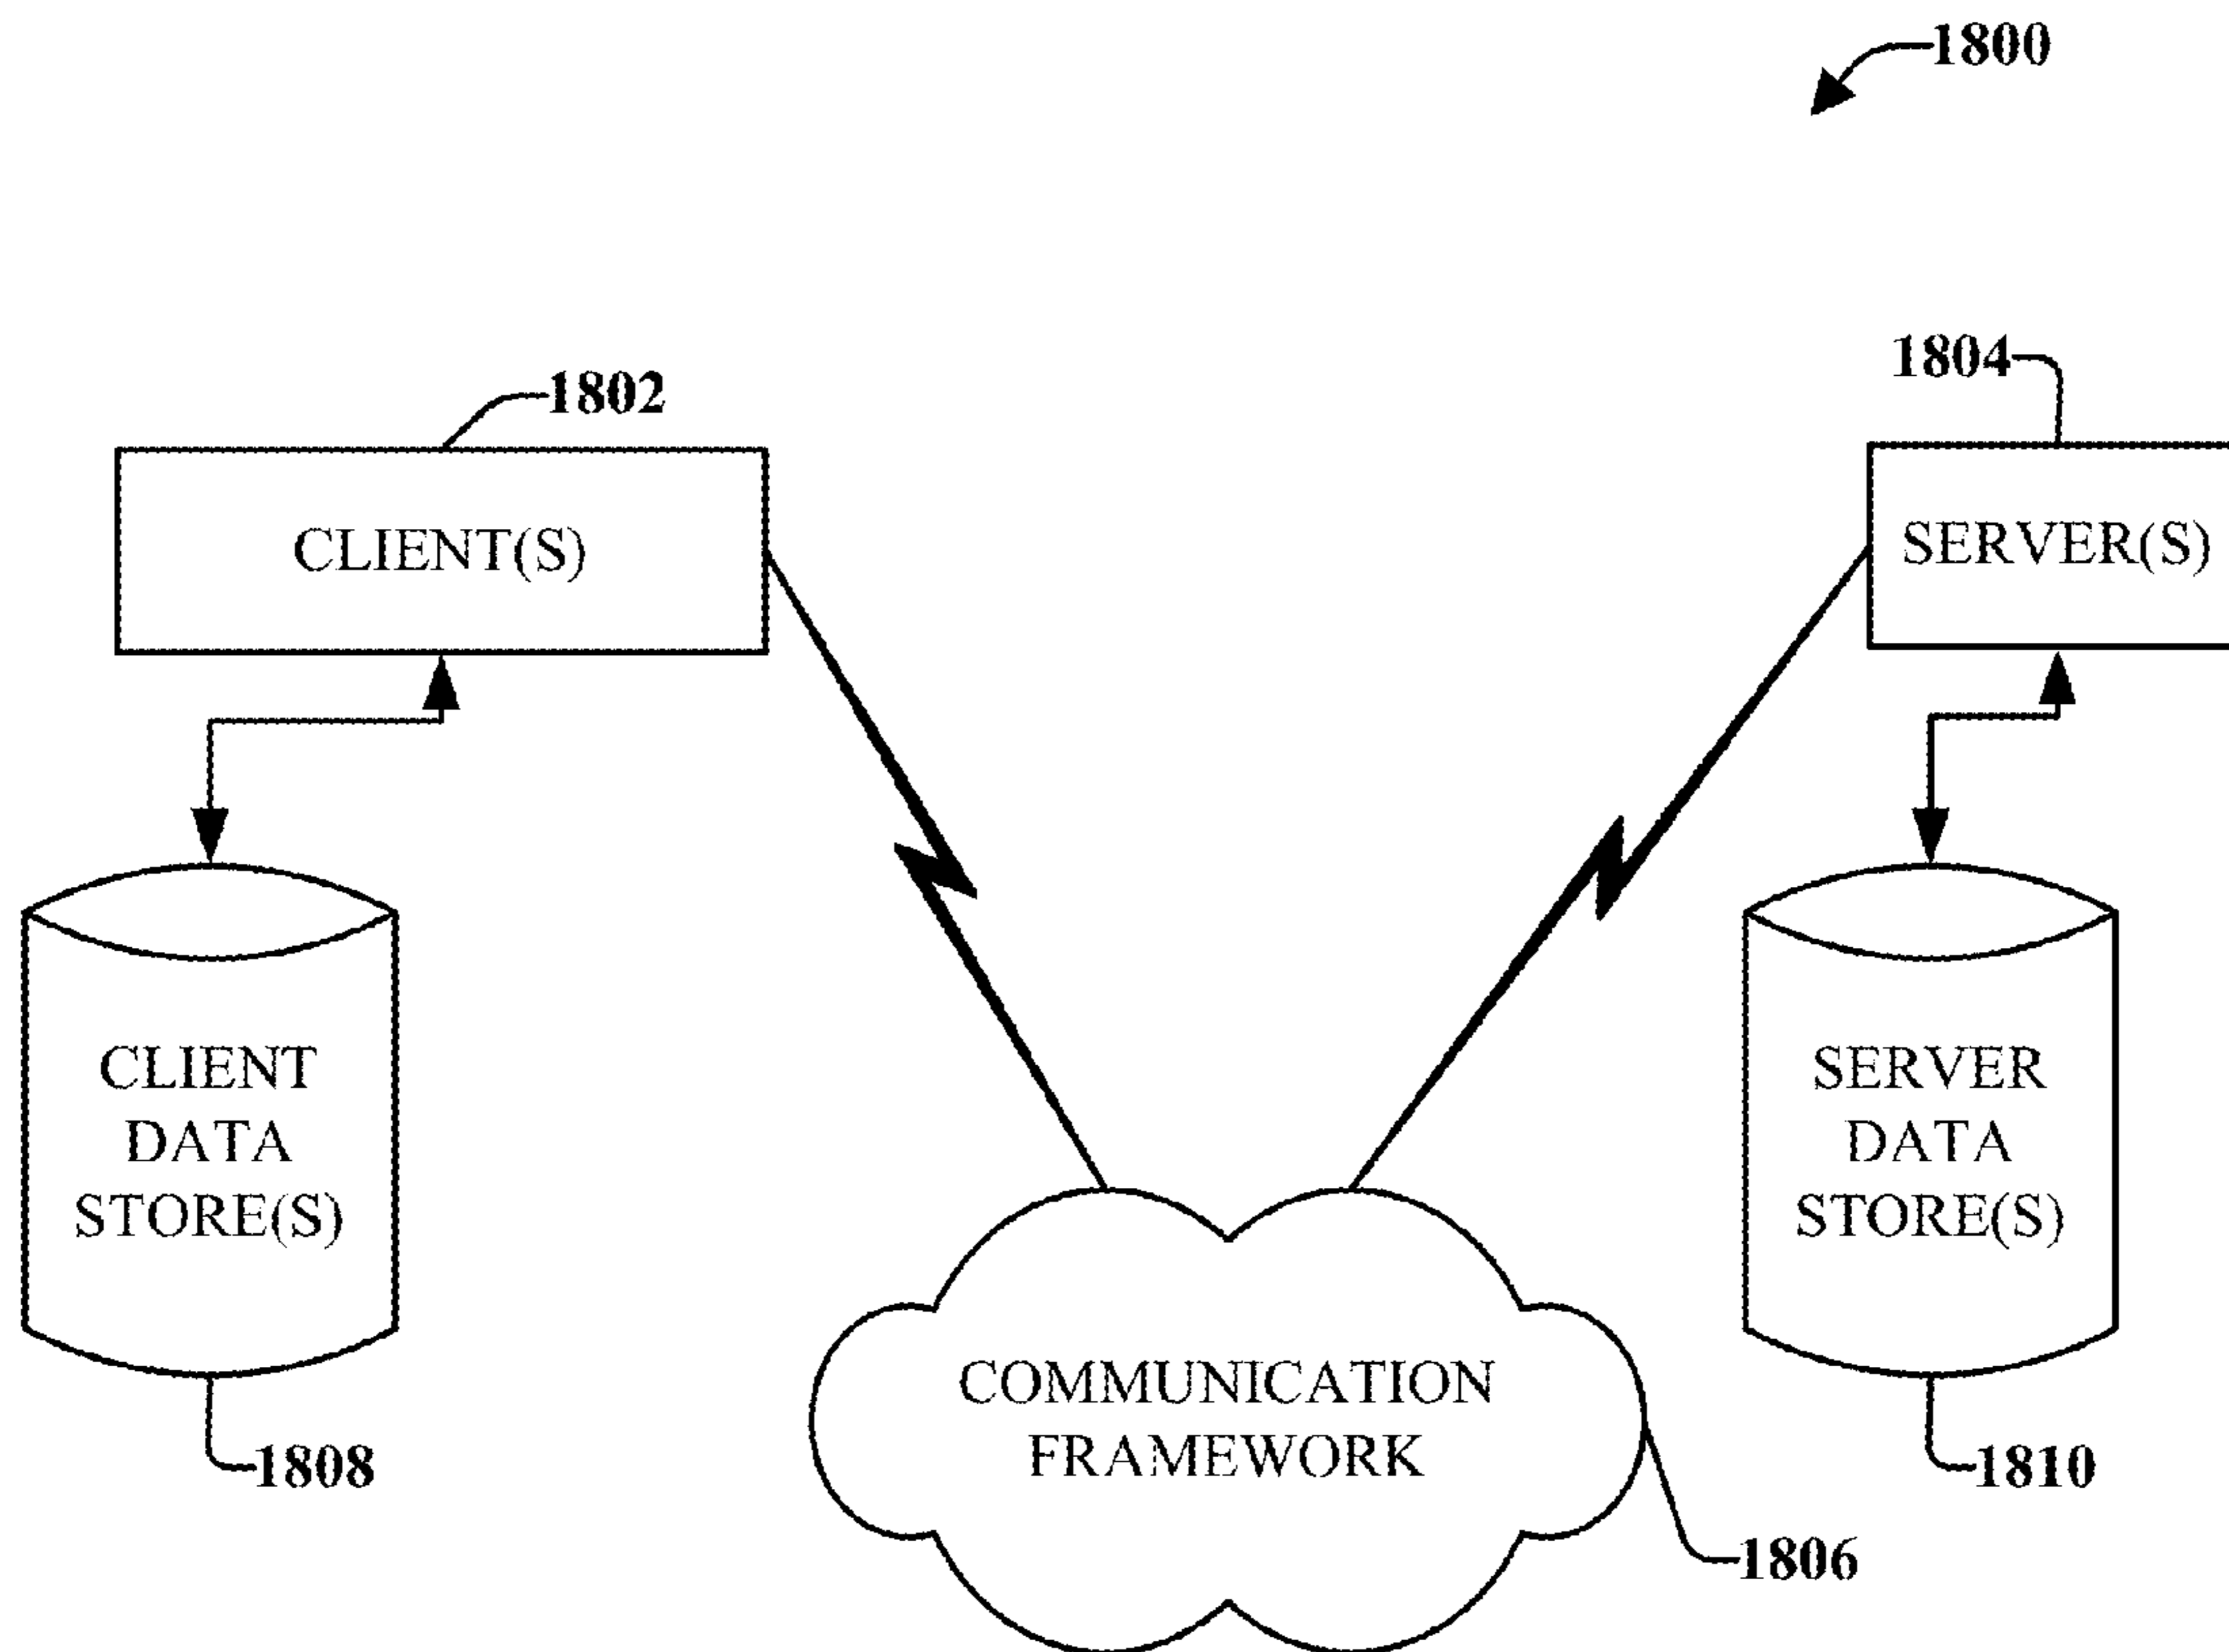 1800
1802
1804
CLIENT(S)
SERVER(S)
CLIENT
DATA
STORE(S)
SERVER
DATA
STORE(S)
COMMUNICATION
FRAMEWORK
1808
1810
1806